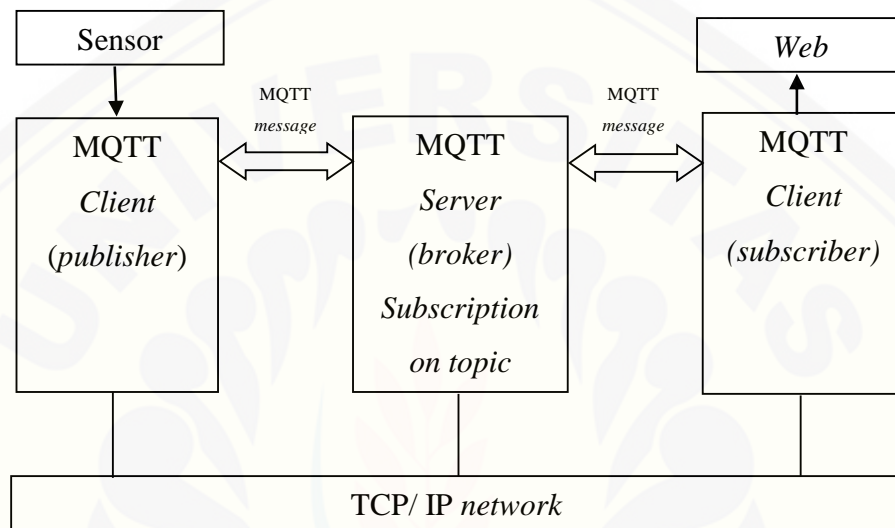 Sensor
Web
MQTT
message
MQTT
message
MQTT
Client
(publisher)
MQTT
Server
(broker)
Subscription
on topic
MQTT
Client
(subscriber)
TCP/ IP network
UNIVERSITAS